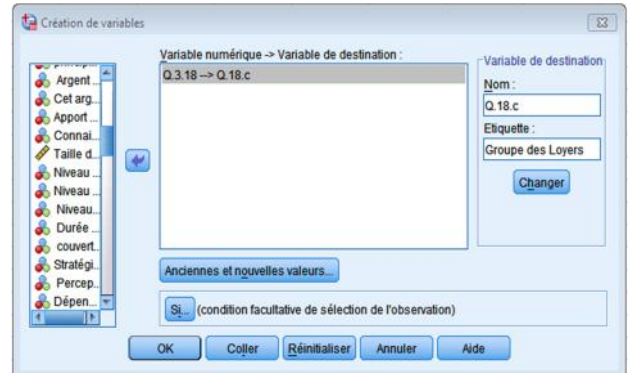 Création de variables
Variable numérique -> Variable de destination :
Q.3.18 --> Q.18.c
Variable de destination
Nom :
Q.18.c
Etiquette :
Groupe des Loyers
Changer
Argent ...
Cet arg...
Apport ...
Connai...
Taille d...
Niveau ...
Niveau ...
Niveau...
Durée ...
couvert...
Stratégi...
Percep...
Dépen...
Anciennes et nouvelles valeurs...
Si... (condition facultative de sélection de l'observation)
OK Coller Réinitialiser Annuler Aide